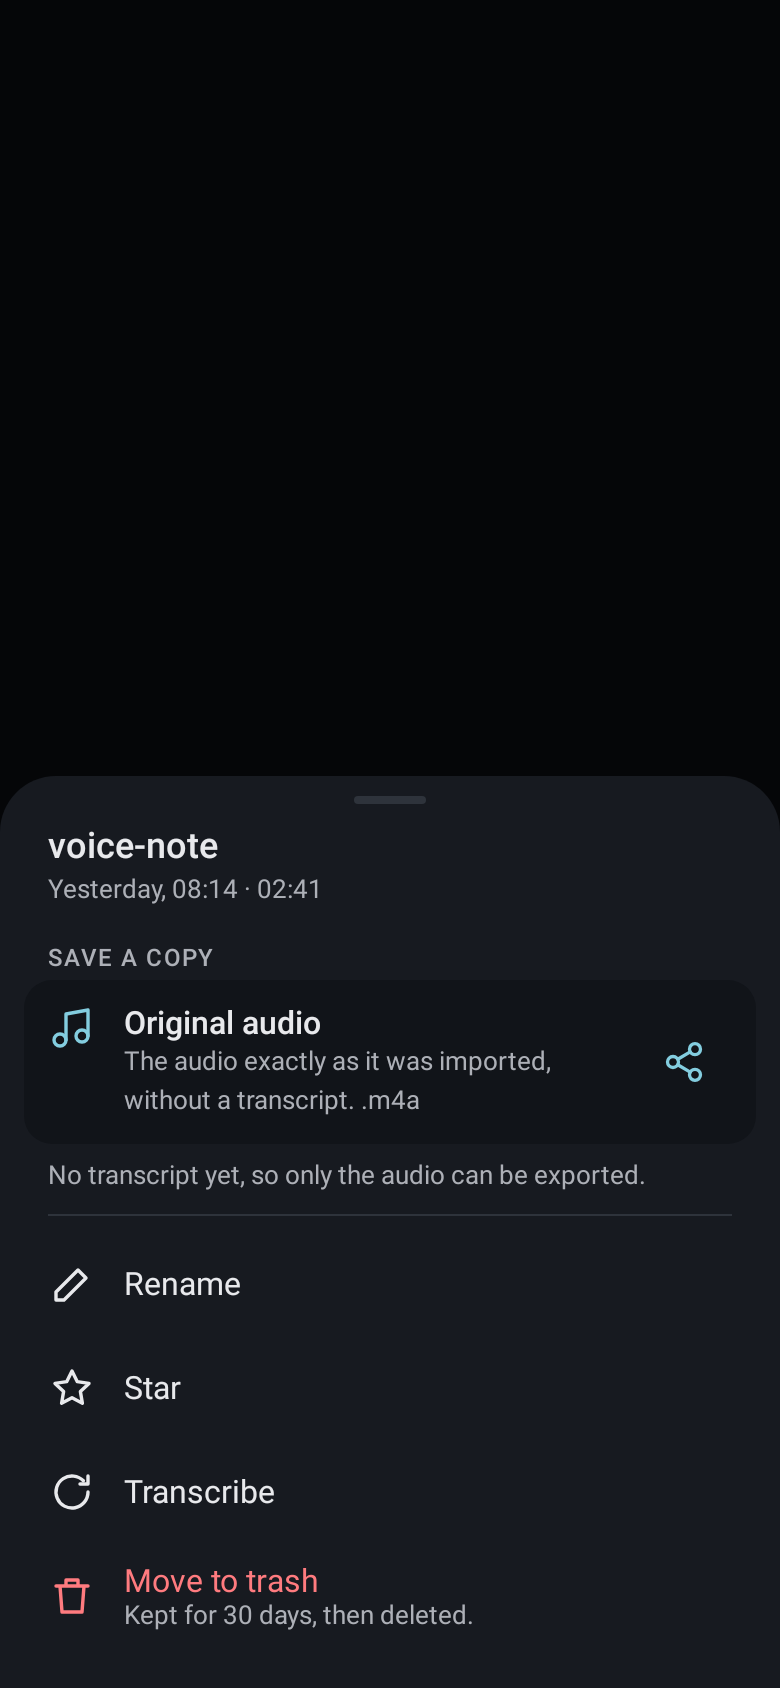 voice-note
Yesterday, 08:14 · 02:41
SAVE A COPY
Original audio
The audio exactly as it was imported,
without a transcript. .m4a
No transcript yet, so only the audio can be exported.
Rename
Star
Transcribe
Move to trash
Kept for 30 days, then deleted.